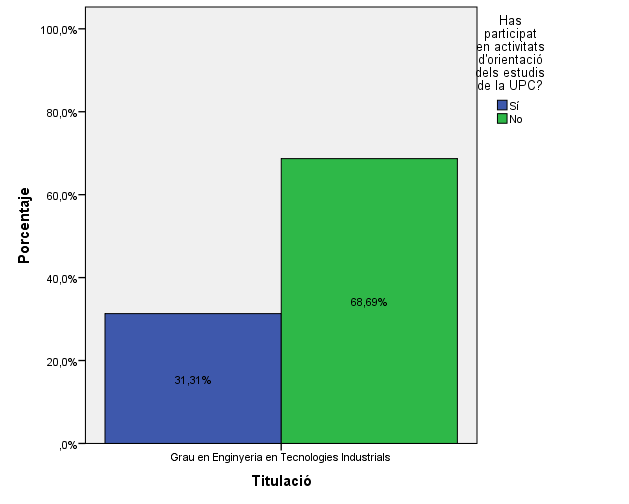 Has
participat
en activitats
d'orientació
dels estudis
de la UPC?
Sí
No
100,0%
80,0%
60,0%
40,0%
20,0%
,0%
Porcentaje
68,69%
31,31%
Grau en Enginyeria en Tecnologies Industrials
Titulació